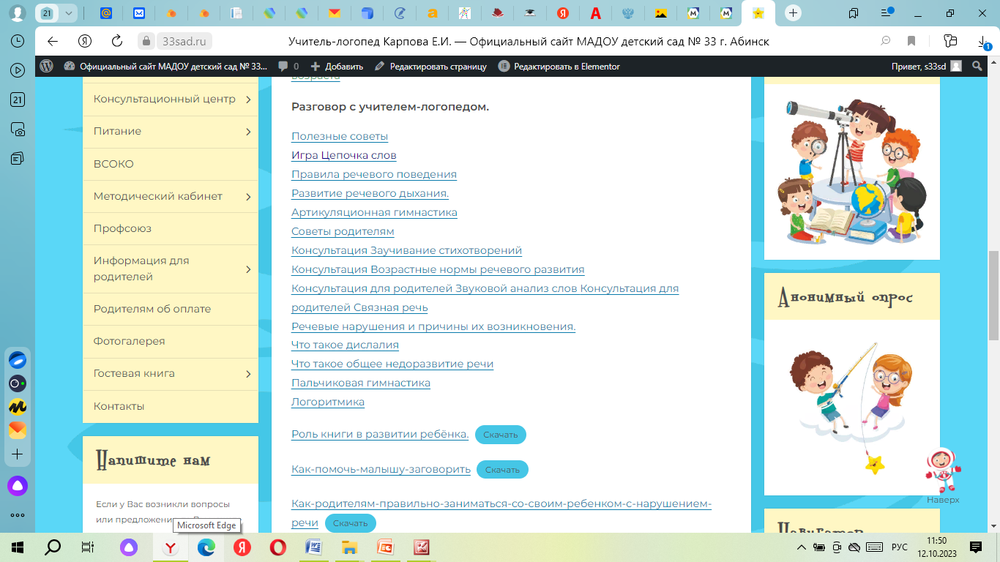 21
33sad.ru
Учитель-логопед Карпова Е.И. — Официальный сайт МАДОУ детский сад № 33 г. Абинск
1
Официальный сайт МАДОУ детский сад № 33...
0
Добавить
Редактировать страницу
Редактировать в Elementor
Привет, s33sd
21
Консультационный центр
Питание
ВСОКО
Методический кабинет
Профсоюз
Информация для
родителей
Родителям об оплате
Фотогалерея
Гостевая книга
Контакты
Напишите нам
Если у Вас возникли вопросы
или предложения
Microsoft Edge
возраста
Разговор с учителем-логопедом.
Полезные советы
Игра Цепочка слов
Правила речевого поведения
Развитие речевого дыхания.
Артикуляционная гимнастика
Советы родителям
Консультация Заучивание стихотворений
Консультация Возрастные нормы речевого развития
Консультация для родителей Звуковой анализ слов Консультация для
родителей Связная речь
Речевые нарушения и причины их возникновения.
Что такое дислалия
Что такое общее недоразвитие речи
Пальчиковая гимнастика
Логоритмика
Роль книги в развитии ребёнка. Скачать
Как-помочь-малышу-заговорить Скачать
Как-родителям-правильно-заниматься-со-своим-ребенком-с-нарушением-
речи Скачать
Анонимный опрос
Наверх
Навигатор
РУС
11:50
12.10.2023